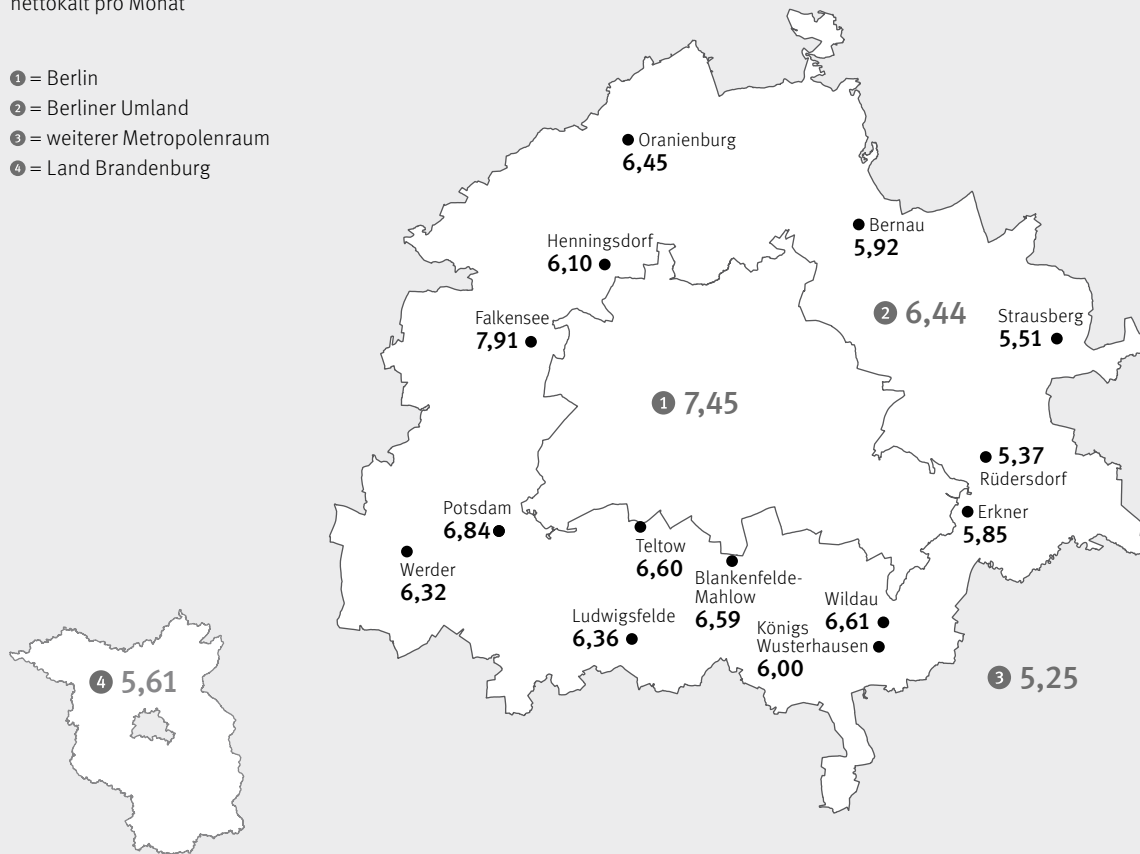 nettokalt pro Monat
1 = Berlin
2 = Berliner Umland
3 = weiterer Metropolenraum
4 = Land Brandenburg
Oranienburg
6,45
Bernau
5,92
Henningsdorf
6,10
2 6,44
Falkensee
7,91
Strausberg
5,51
1 7,45
5,37
Rüdersdorf
Potsdam
6,84
Erkner
5,85
Teltow
6,60
Werder
6,32
Blankenfelde-
Mahlow
6,59
Wildau
6,61
Ludwigsfelde
6,36
Königs
Wusterhausen
6,00
4 5,61
3 5,25